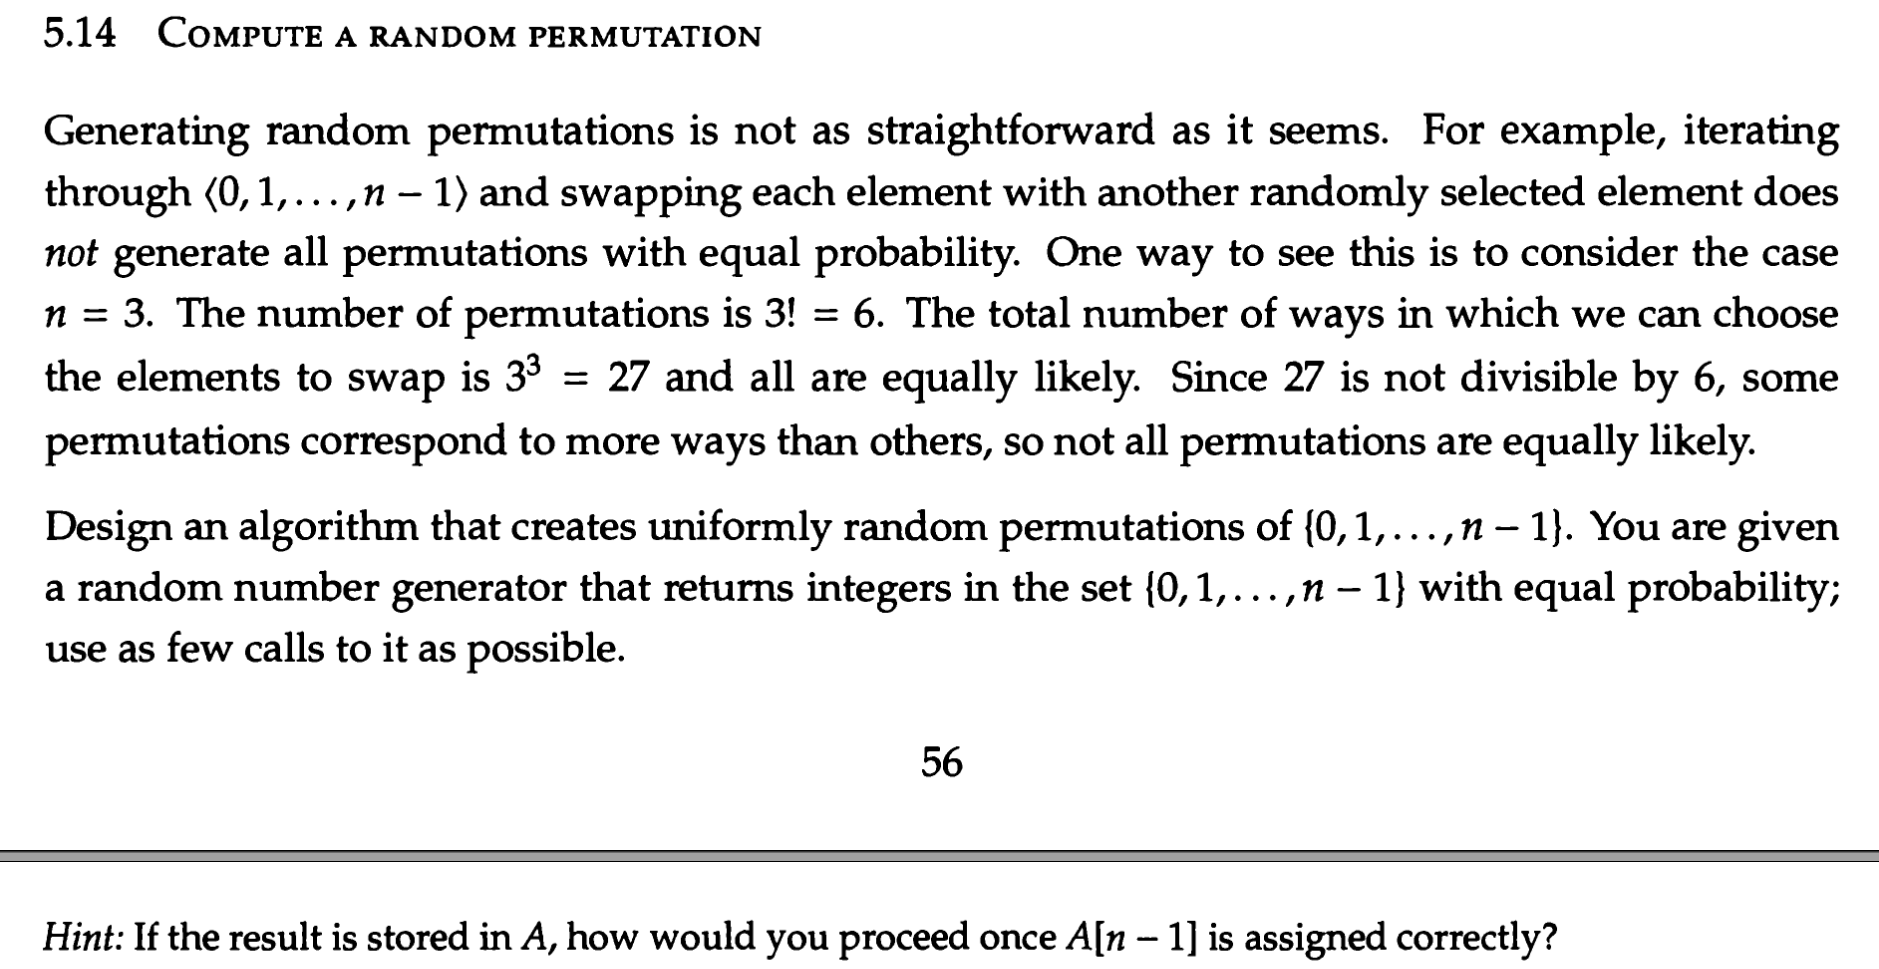 5.14 COMPUTE A RANDOM PERMUTATION
Generating random permutations is not as straightforward as it seems. For example, iterating
through ⟨0, 1, . . . , n − 1⟩ and swapping each element with another randomly selected element does
not generate all permutations with equal probability. One way to see this is to consider the case
n = 3. The number of permutations is 3! = 6. The total number of ways in which we can choose
the elements to swap is 3³ = 27 and all are equally likely. Since 27 is not divisible by 6, some
permutations correspond to more ways than others, so not all permutations are equally likely.
Design an algorithm that creates uniformly random permutations of {0, 1, . . . , n − 1}. You are given
a random number generator that returns integers in the set {0, 1, . . . , n − 1} with equal probability;
use as few calls to it as possible.
56
Hint: If the result is stored in A, how would you proceed once A[n − 1] is assigned correctly?